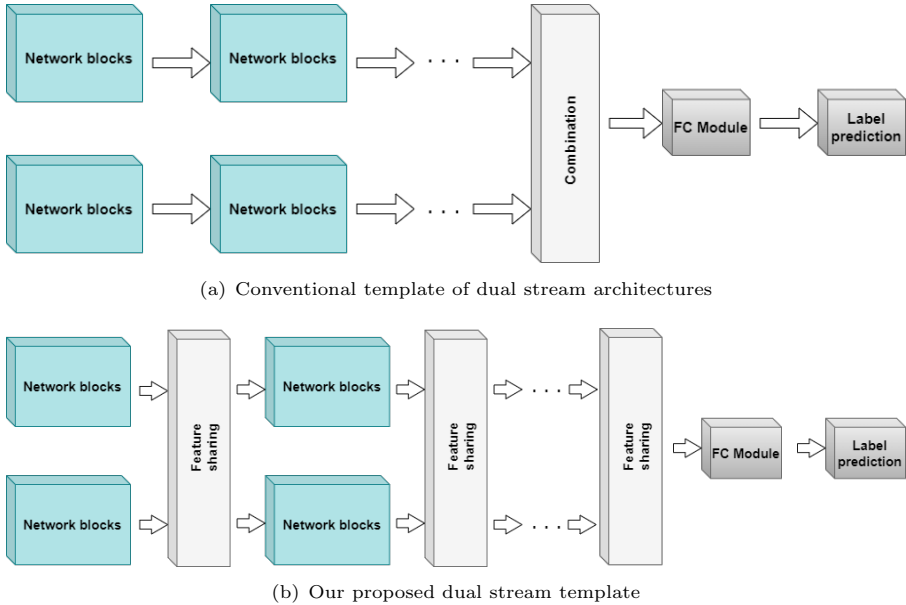 Network blocks
Network blocks
. . .
Combination
FC Module
Label
prediction
Network blocks
Network blocks
. . .
(a) Conventional template of dual stream architectures
Network blocks
Feature
sharing
Network blocks
Feature
sharing
. . .
Feature
sharing
FC Module
Label
prediction
Network blocks
Network blocks
. . .
(b) Our proposed dual stream template